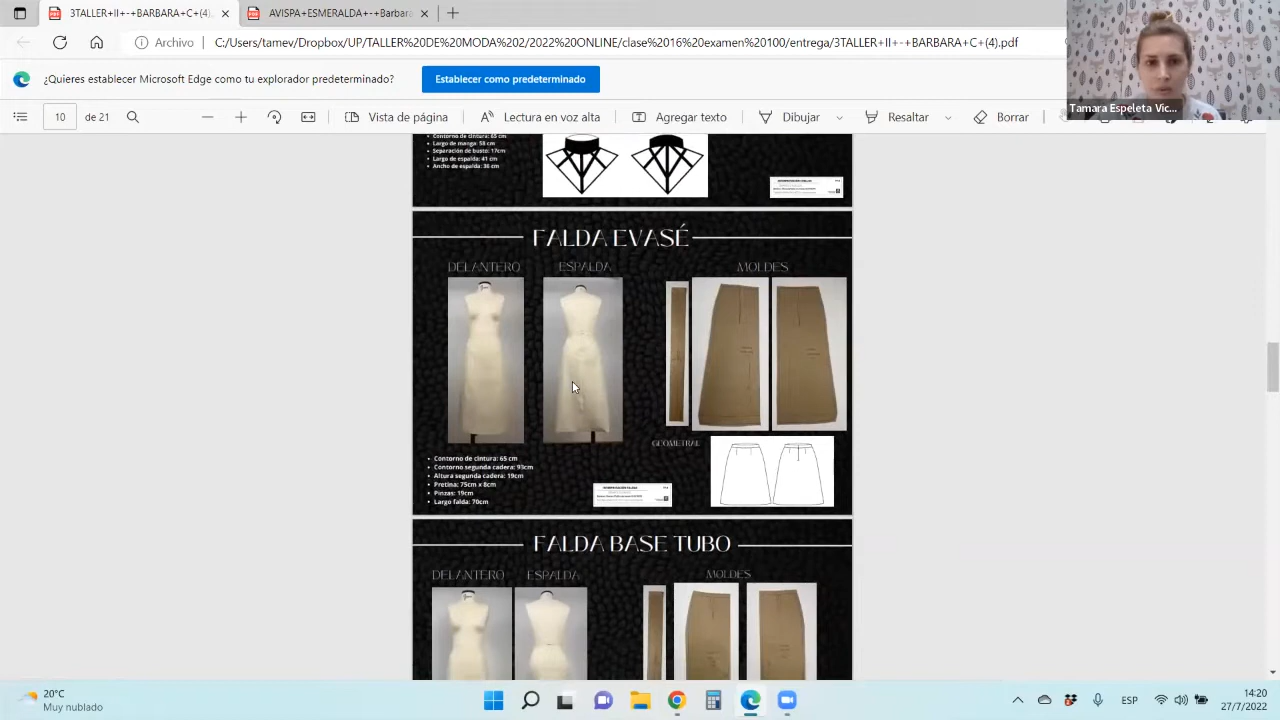 3TALLER+II+-+BARBARA+C+(4).
AVISPA+ESMERALDA++-+Barbara
Archivo
C:/Users/tamev/Dropbox/UP/TALLER%20DE%20MODA%202/2022%20ONLINE/clase%2016%20examen%20100/entrega/3TALLER+II+-+BARBARA+C+(4).pdf
¿Quieres establecer Microsoft Edge como tu explorador predeterminado?
Establecer como predeterminado
Tamara Espeleta Vic...
10
de 21
página
Lectura en voz alta
Agregar texto
Dibujar
Resaltar
Borrar
• Contorno de cintura: 65 cm
• Largo de manga: 58 cm
• Separación de busto: 17cm
• Largo de espalda: 41 cm
• Ancho de espalda: 36 cm
FALDA EVASÉ
DELANTERO
ESPALDA
MOLDES
GEOMETRAL
• Contorno de cintura: 65 cm
• Contorno segunda cadera: 93cm
• Altura segunda cadera: 19cm
• Pretina: 75cm x 8cm
• Pinzas: 19cm
• Largo falda: 70cm
FALDA BASE TUBO
DELANTERO
ESPALDA
MOLDES
20°C
Muy nublado
ESP
14:20
27/7/2022